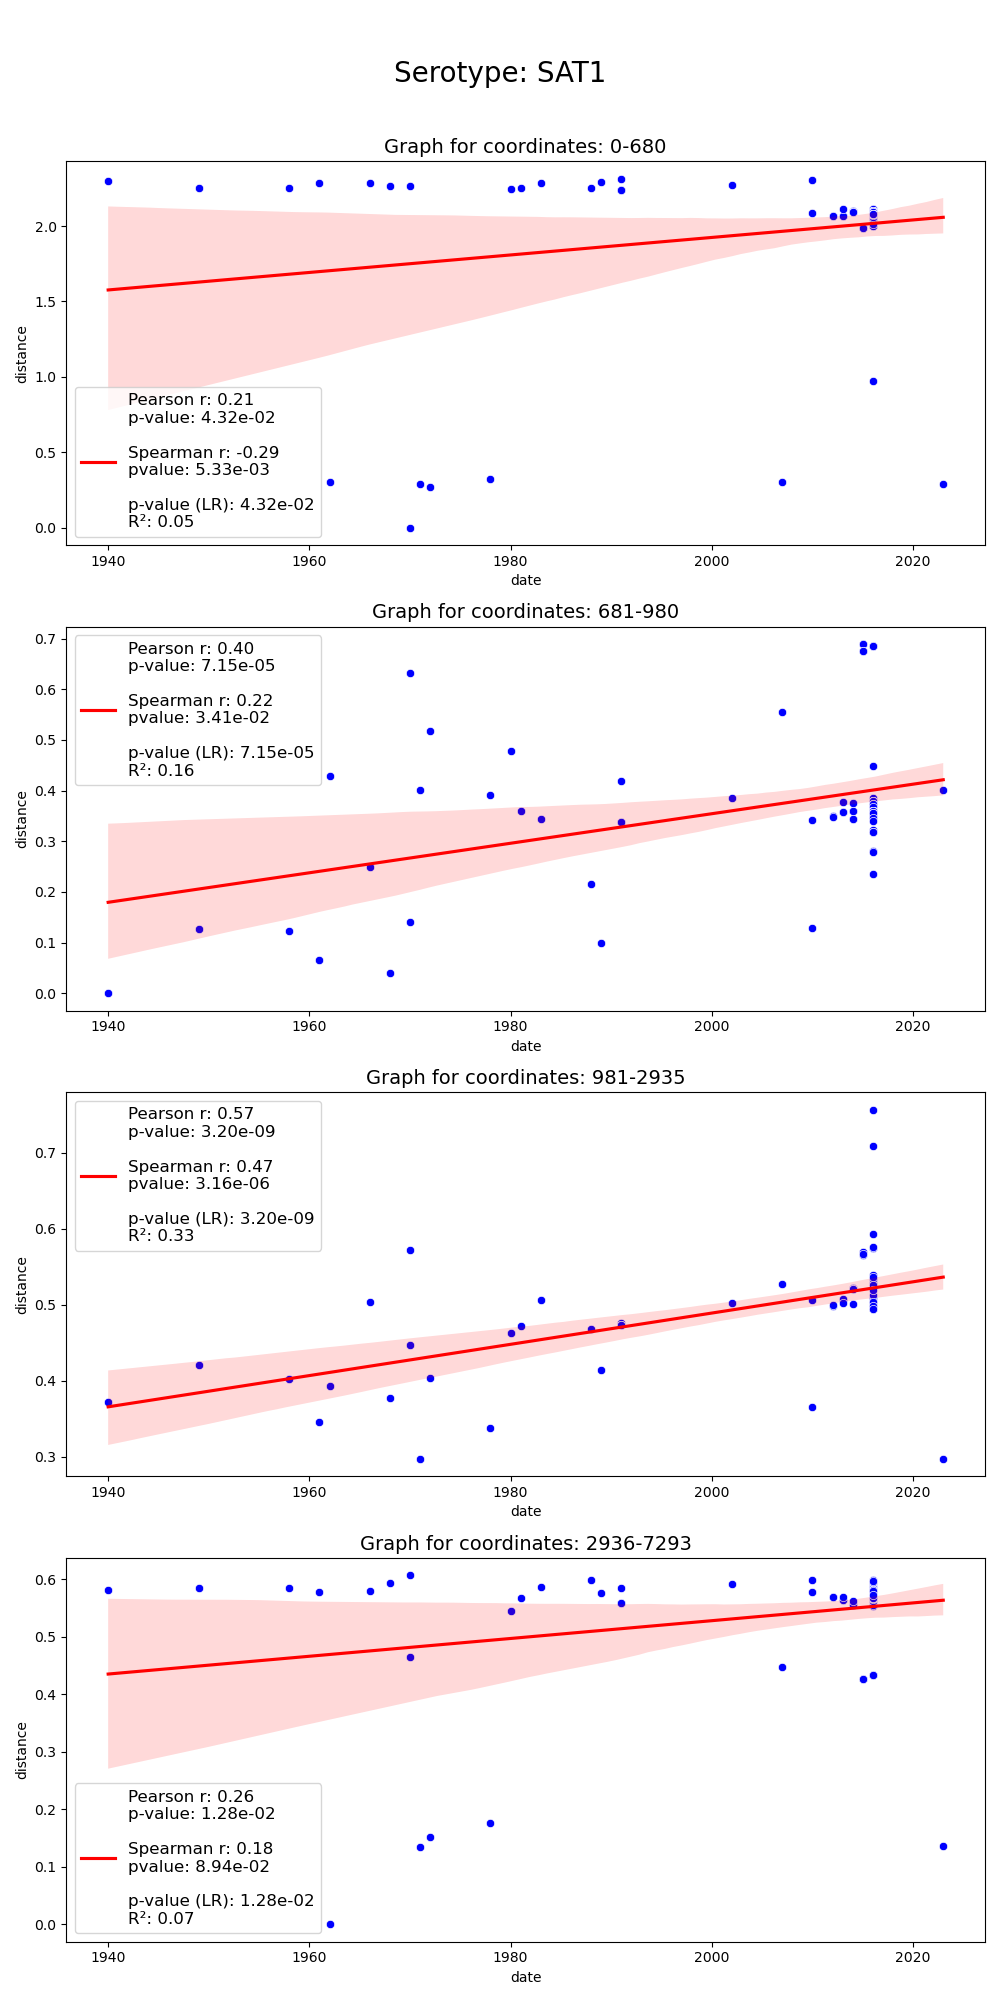 Serotype: SAT1
Graph for coordinates: 0-680
2.0
1.5
1.0
0.5
0.0
distance
Pearson r: 0.21
p-value: 4.32e-02
Spearman r: -0.29
pvalue: 5.33e-03
p-value (LR): 4.32e-02
R²: 0.05
1940 1960 1980 2000 2020
date
Graph for coordinates: 681-980
0.7
0.6
0.5
0.4
0.3
0.2
0.1
0.0
distance
Pearson r: 0.40
p-value: 7.15e-05
Spearman r: 0.22
pvalue: 3.41e-02
p-value (LR): 7.15e-05
R²: 0.16
1940 1960 1980 2000 2020
date
Graph for coordinates: 981-2935
0.7
0.6
0.5
0.4
0.3
distance
Pearson r: 0.57
p-value: 3.20e-09
Spearman r: 0.47
pvalue: 3.16e-06
p-value (LR): 3.20e-09
R²: 0.33
1940 1960 1980 2000 2020
date
Graph for coordinates: 2936-7293
0.6
0.5
0.4
0.3
0.2
0.1
0.0
distance
Pearson r: 0.26
p-value: 1.28e-02
Spearman r: 0.18
pvalue: 8.94e-02
p-value (LR): 1.28e-02
R²: 0.07
1940 1960 1980 2000 2020
date